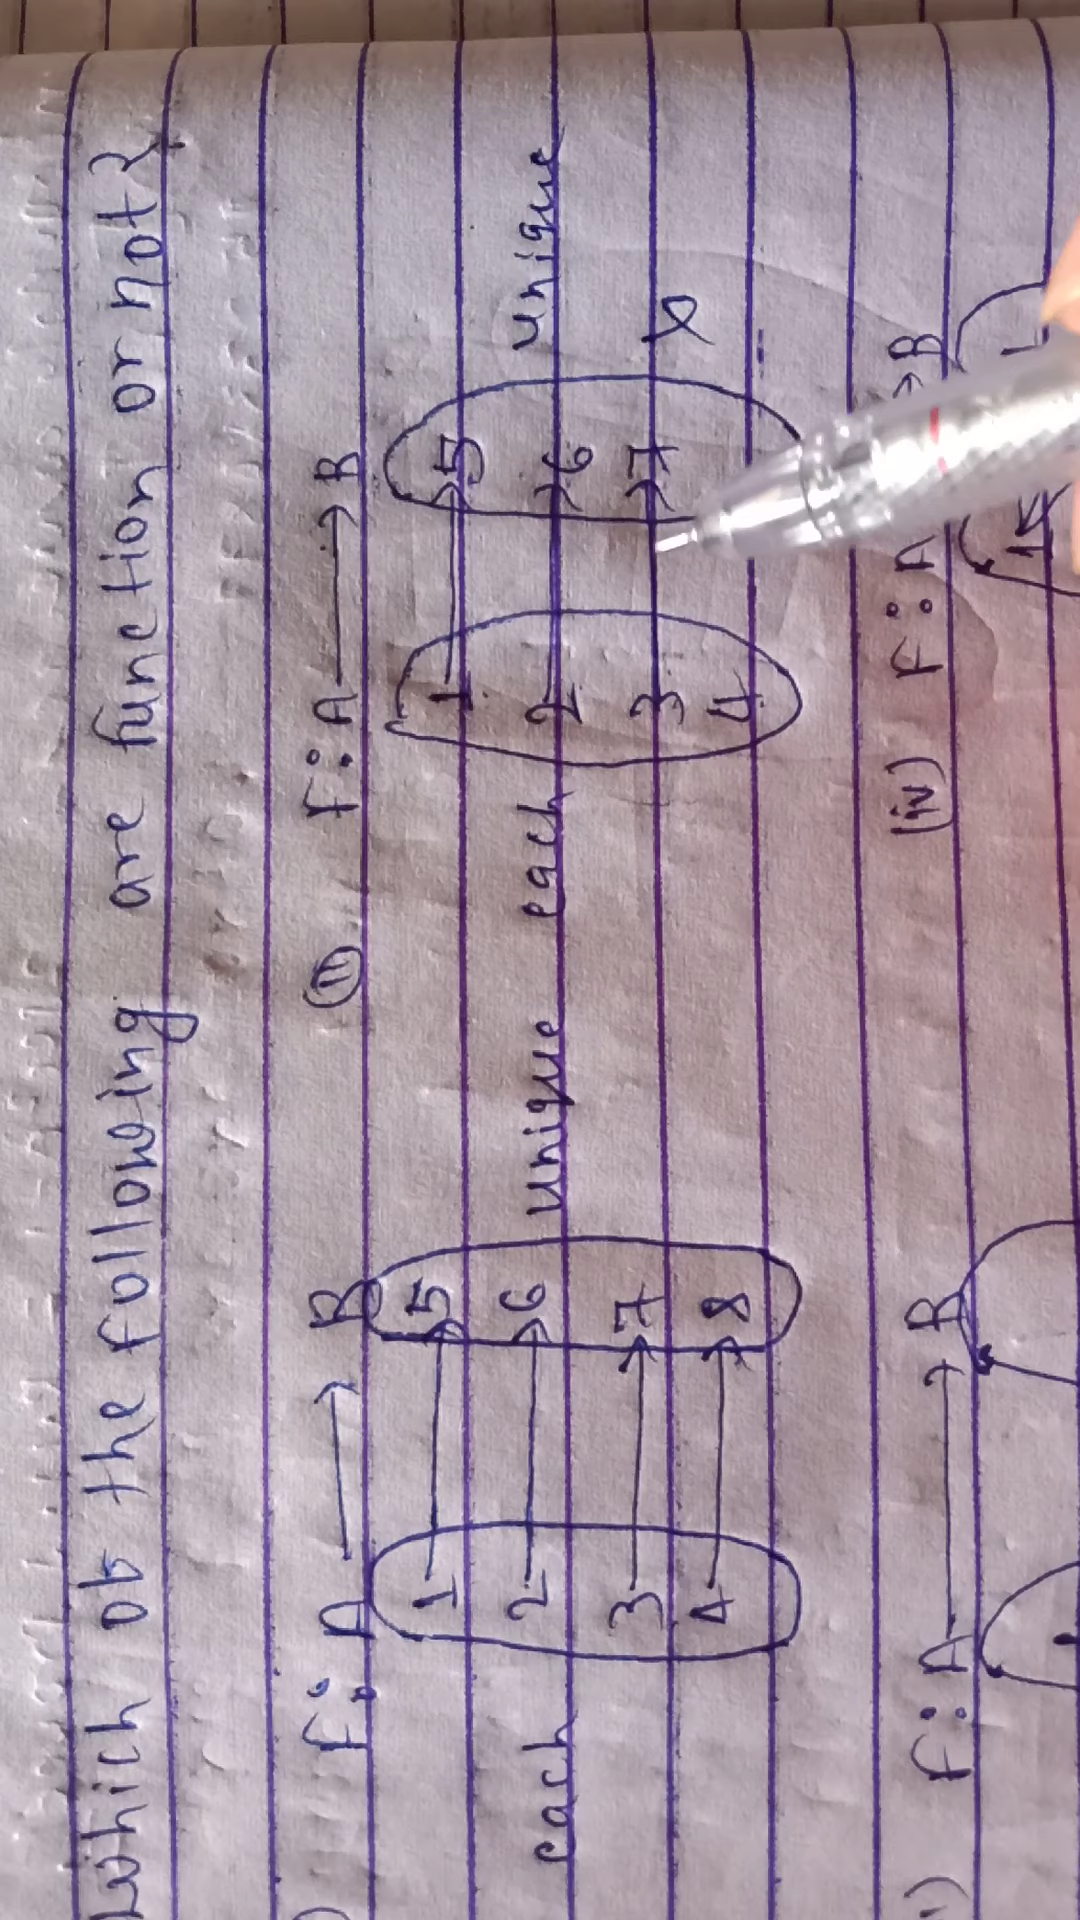 Which of the following are function or not?
F: A → B (ii) F: A → B
1 → 5 1 → 5
each 2 → 6 unique each 2 → 6 unique
3 → 7 3 → 7
4 → 8 4
F: A → B (iv) F: A → B
1